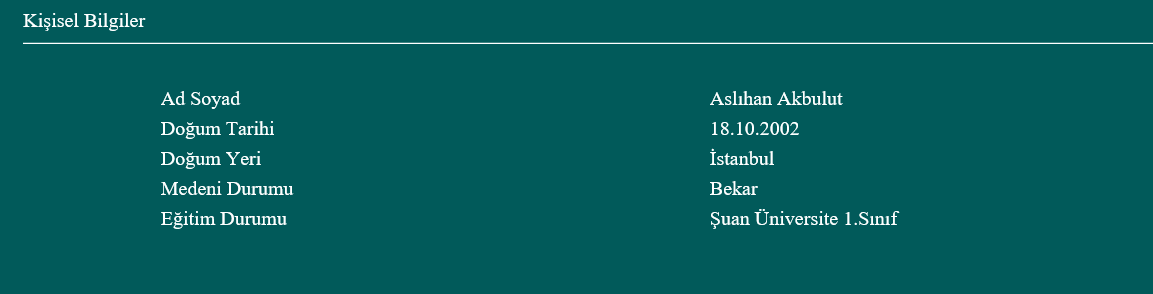 Kişisel Bilgiler
Ad Soyad Aslıhan Akbulut
Doğum Tarihi 18.10.2002
Doğum Yeri İstanbul
Medeni Durumu Bekar
Eğitim Durumu Şuan Üniversite 1.Sınıf